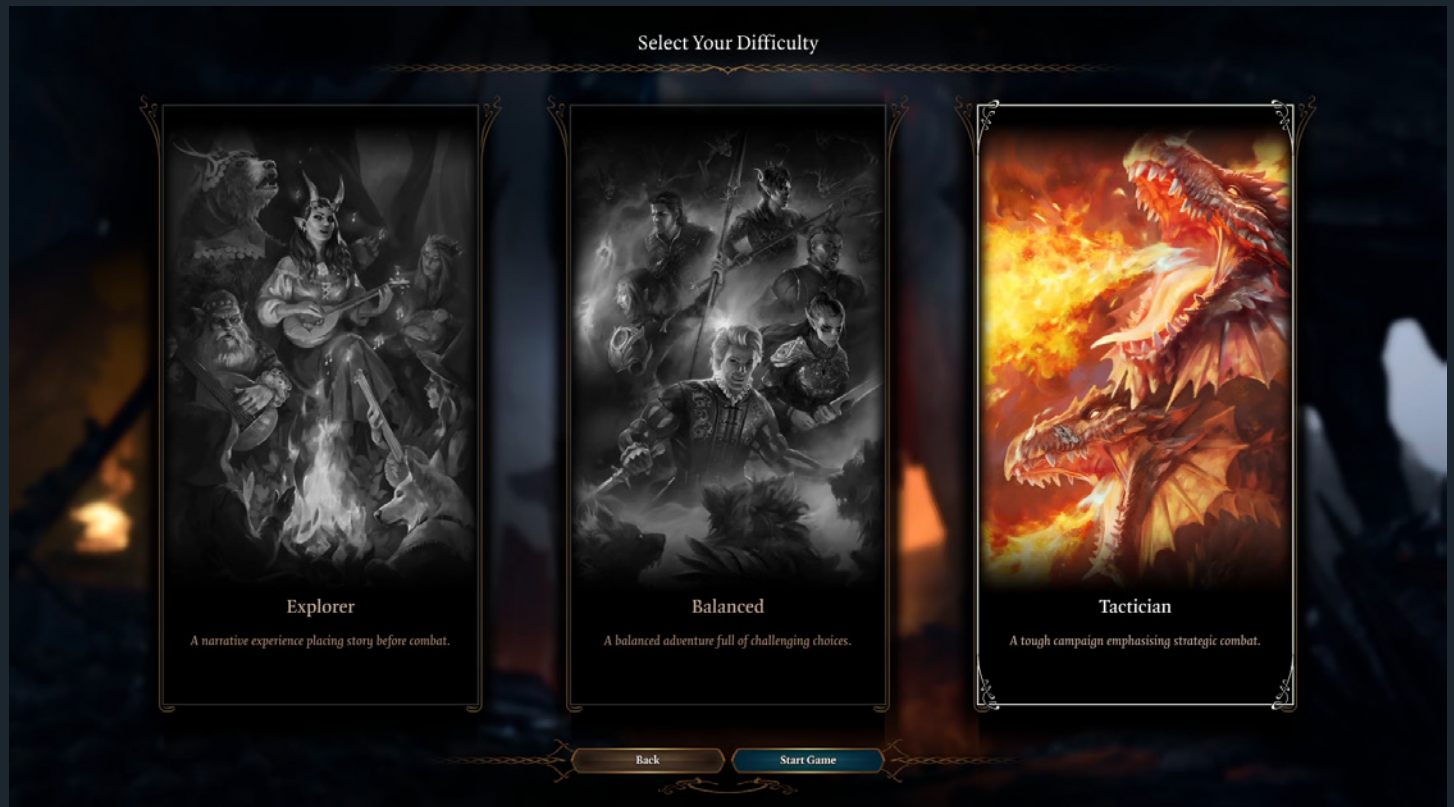 Select Your Difficulty
Explorer
A narrative experience placing story before combat.
Balanced
A balanced adventure full of challenging choices.
Tactician
A tough campaign emphasising strategic combat.
Back
Start Game